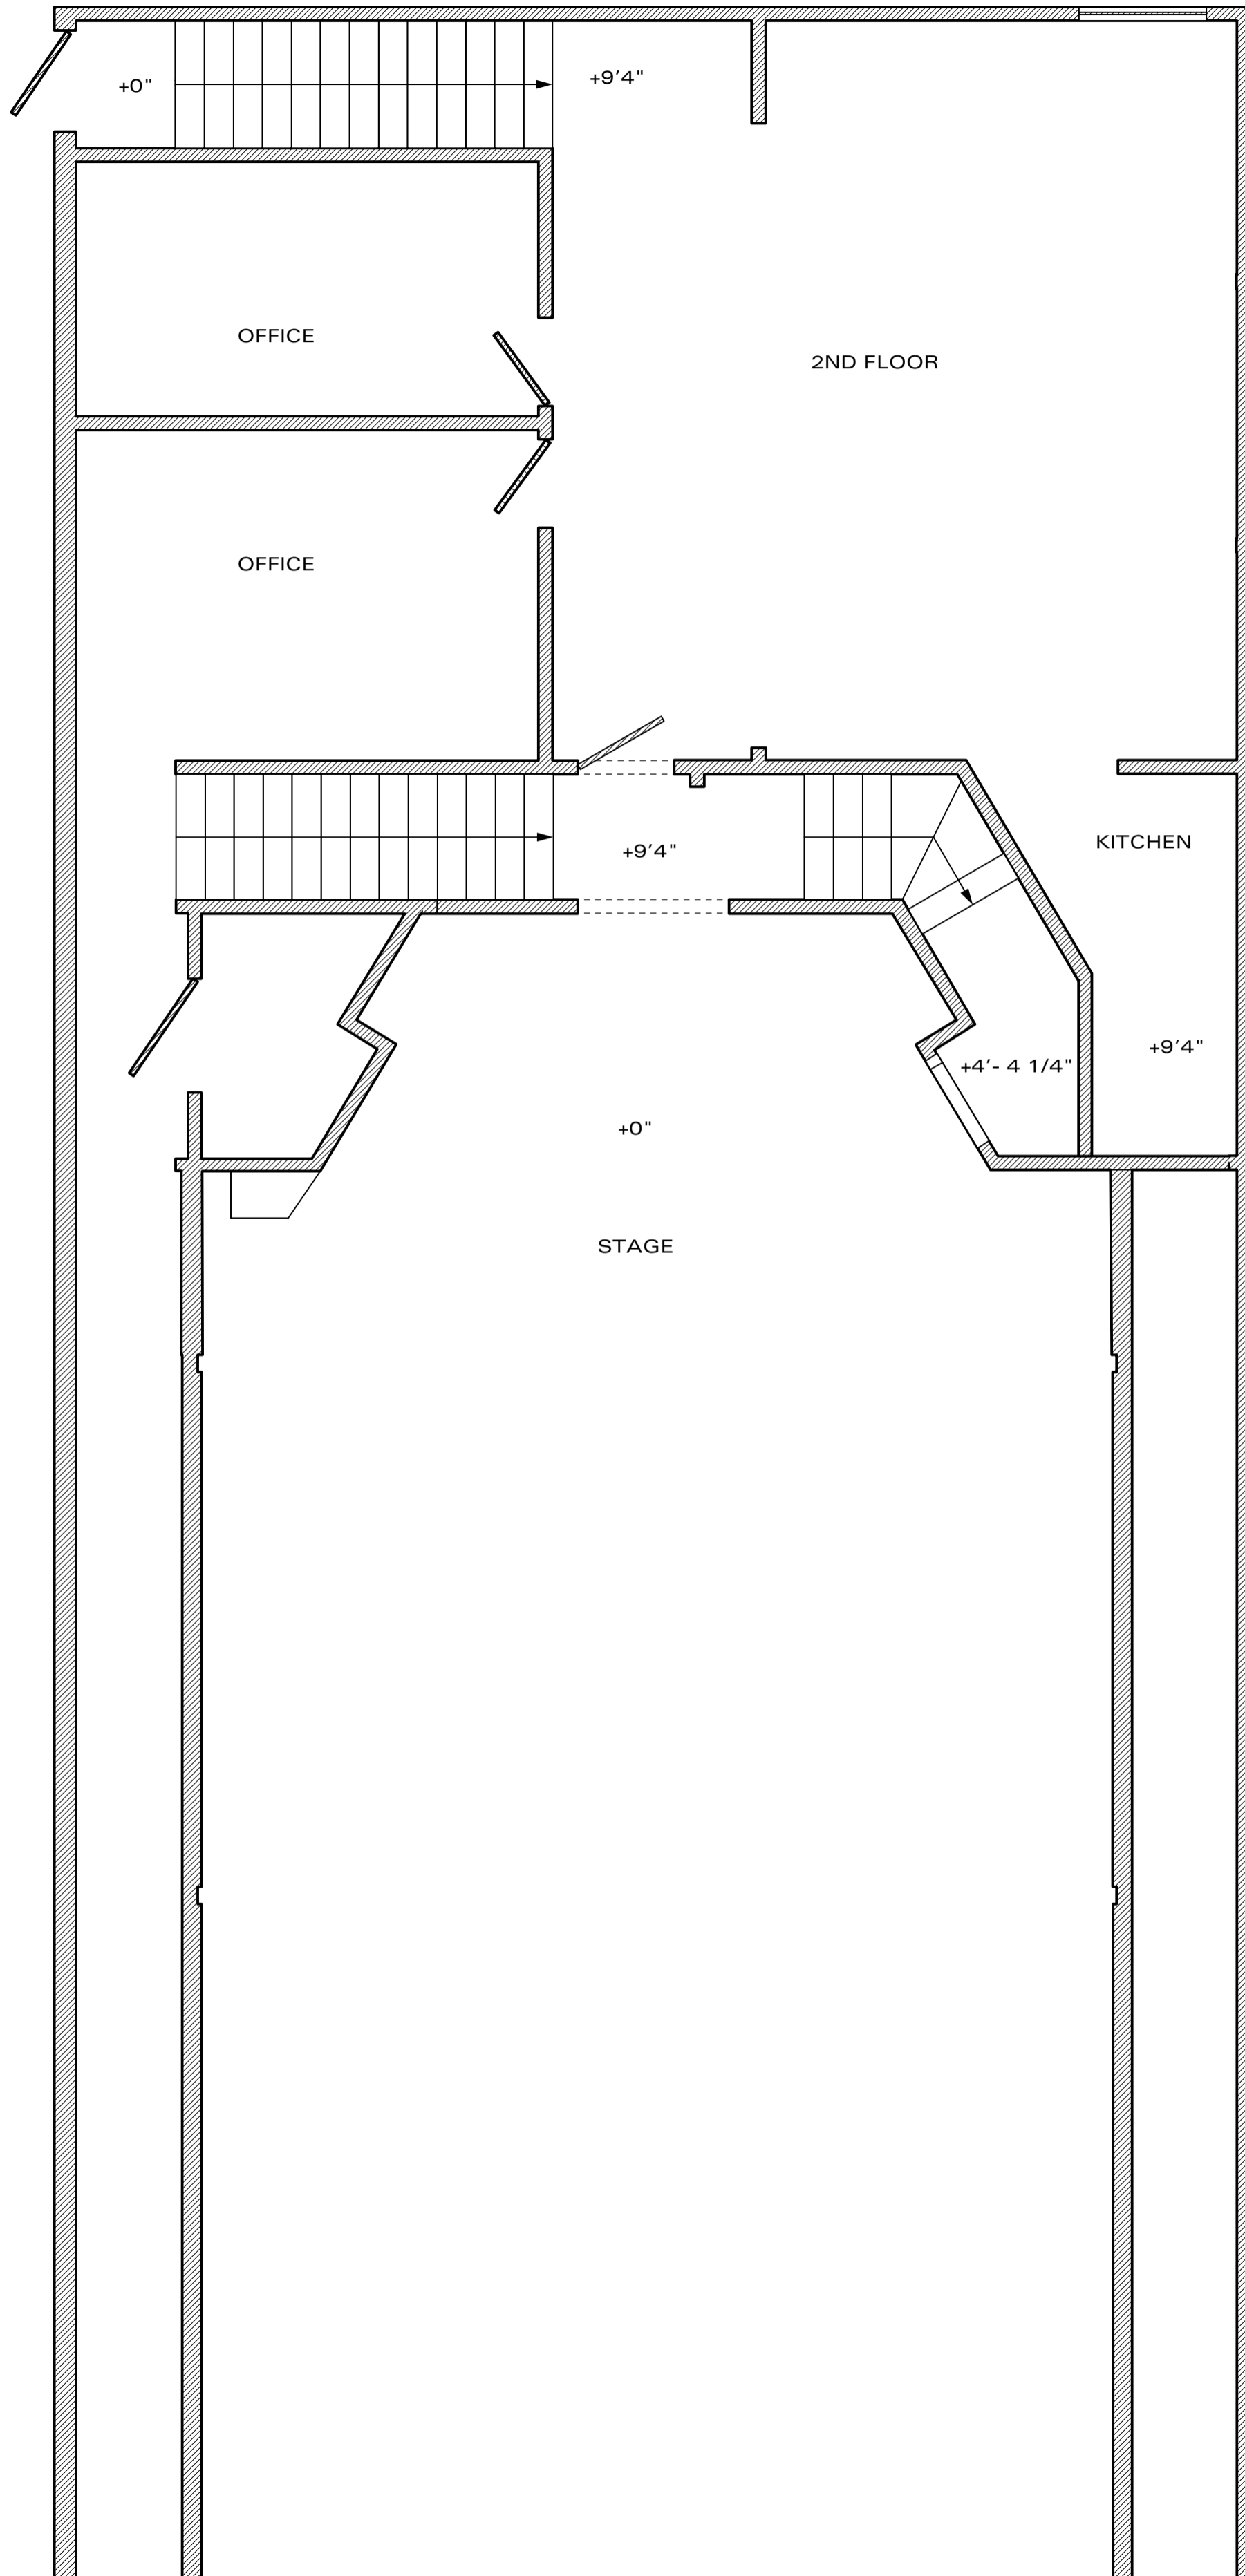 +0"
+9'4"
OFFICE
2ND FLOOR
OFFICE
KITCHEN
+9'4"
+9'4"
+4'- 4 1/4"
+0"
STAGE